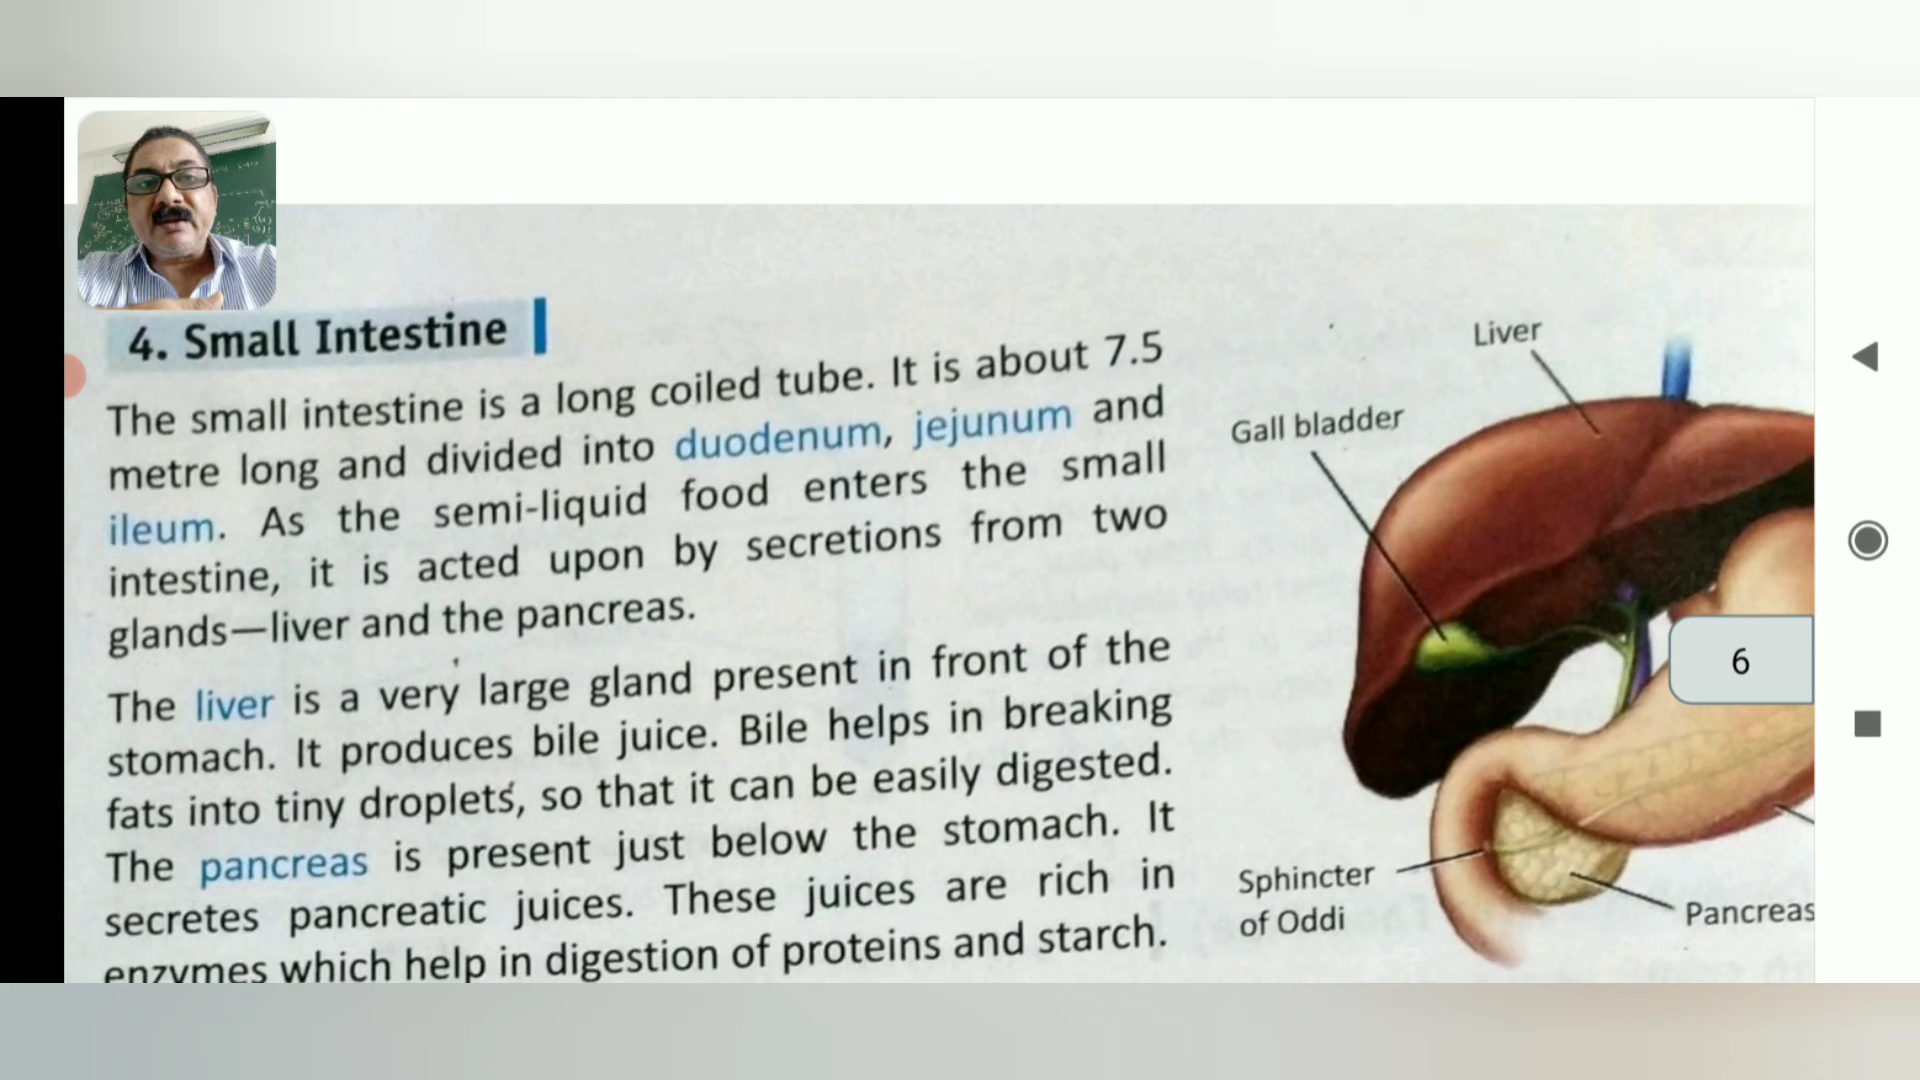 4. Small Intestine
The small intestine is a long coiled tube. It is about 7.5
metre long and divided into duodenum, jejunum and
ileum. As the semi-liquid food enters the small
intestine, it is acted upon by secretions from two
glands—liver and the pancreas.
The liver is a very large gland present in front of the
stomach. It produces bile juice. Bile helps in breaking
fats into tiny droplets, so that it can be easily digested.
The pancreas is present just below the stomach. It
secretes pancreatic juices. These juices are rich in
enzymes which help in digestion of proteins and starch.
Liver
Gall bladder
6
Sphincter
of Oddi
Pancreas